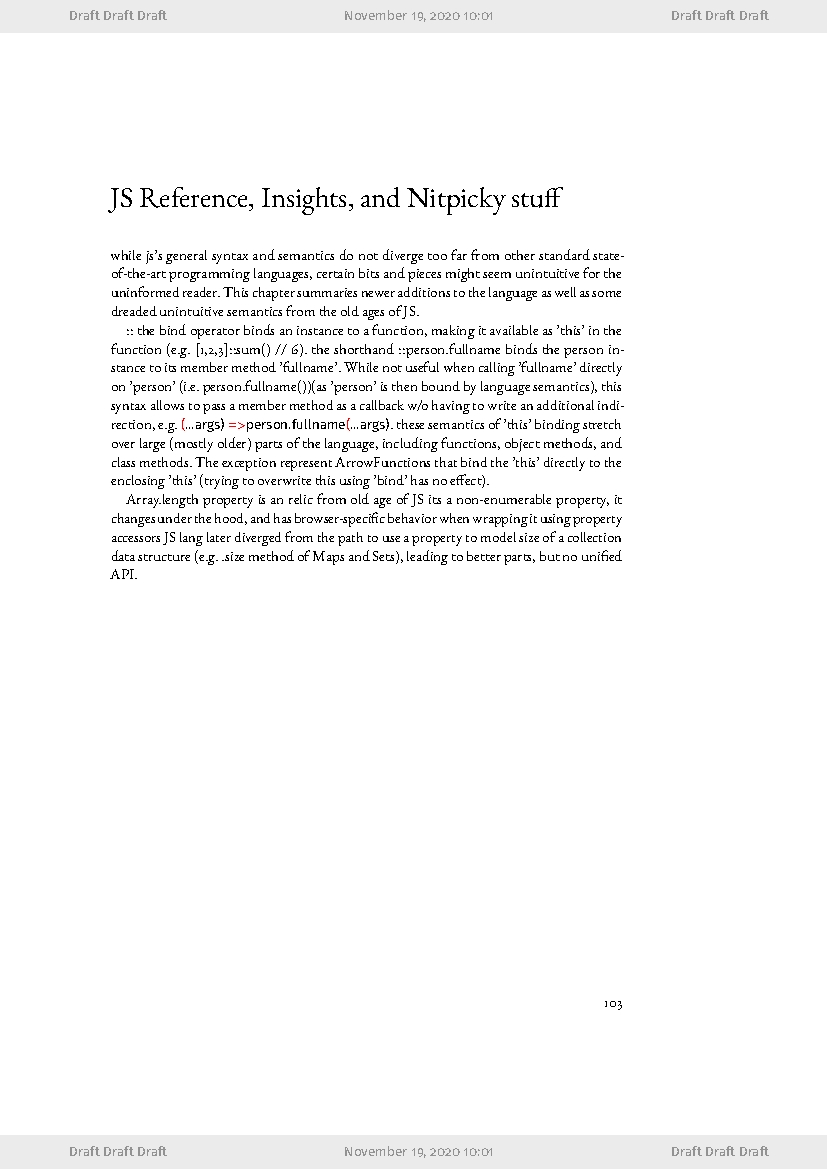 Draft Draft Draft November 19, 2020 10:01 Draft Draft Draft
JS Reference, Insights, and Nitpicky stuff
while js's general syntax and semantics do not diverge too far from other standard state-
of-the-art programming languages, certain bits and pieces might seem unintuitive for the
uninformed reader. This chapter summaries newer additions to the language as well as some
dreaded unintuitive semantics from the old ages of JS.
:: the bind operator binds an instance to a function, making it available as 'this' in the
function (e.g. [1,2,3]::sum() // 6). the shorthand ::person.fullname binds the person in-
stance to its member method 'fullname'. While not useful when calling 'fullname' directly
on 'person' (i.e. person.fullname())(as 'person' is then bound by language semantics), this
syntax allows to pass a member method as a callback w/o having to write an additional indi-
rection, e.g. (...args) =>person.fullname(...args). these semantics of 'this' binding stretch
over large (mostly older) parts of the language, including functions, object methods, and
class methods. The exception represent ArrowFunctions that bind the 'this' directly to the
enclosing 'this' (trying to overwrite this using 'bind' has no effect).
Array.length property is an relic from old age of JS its a non-enumerable property, it
changes under the hood, and has browser-specific behavior when wrapping it using property
accessors JS lang later diverged from the path to use a property to model size of a collection
data structure (e.g. .size method of Maps and Sets), leading to better parts, but no unified
API.
103
Draft Draft Draft November 19, 2020 10:01 Draft Draft Draft